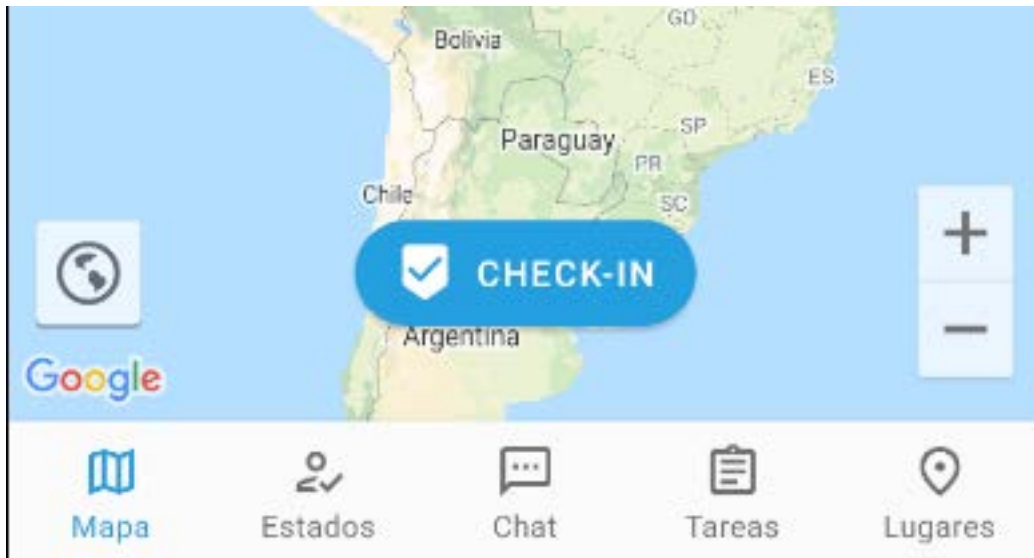 GO
Bolivia
ES
SP
Paraguay
PR
Chile
SC
CHECK-IN
Argentina
Google
Mapa
Estados
Chat
Tareas
Lugares